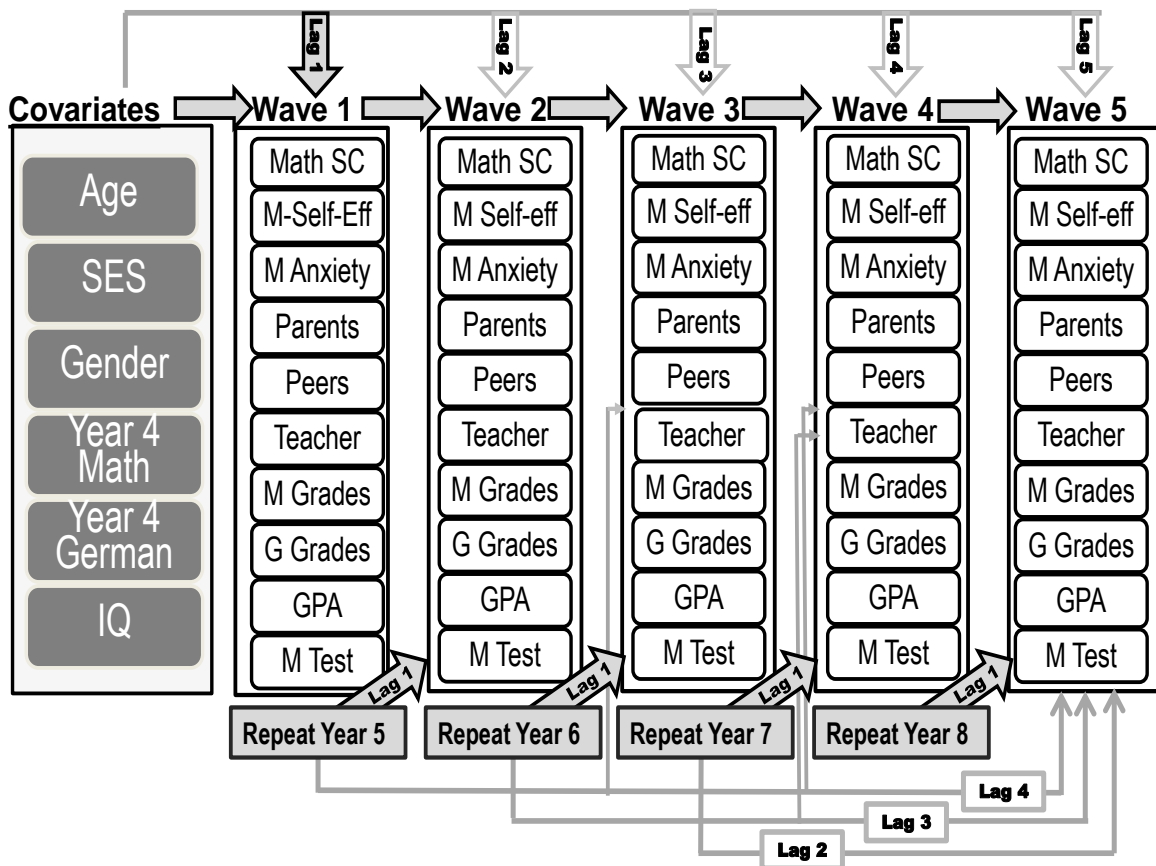 Lag 1
Lag 2
Lag 3
Lag 4
Lag 5
Covariates
Wave 1
Wave 2
Wave 3
Wave 4
Wave 5
Age
SES
Gender
Year 4
Math
Year 4
German
IQ
Math SC
M-Self-Eff
M Anxiety
Parents
Peers
Teacher
M Grades
G Grades
GPA
M Test
Math SC
M Self-eff
M Anxiety
Parents
Peers
Teacher
M Grades
G Grades
GPA
M Test
Math SC
M Self-eff
M Anxiety
Parents
Peers
Teacher
M Grades
G Grades
GPA
M Test
Math SC
M Self-eff
M Anxiety
Parents
Peers
Teacher
M Grades
G Grades
GPA
M Test
Math SC
M Self-eff
M Anxiety
Parents
Peers
Teacher
M Grades
G Grades
GPA
M Test
Lag 1
Lag 1
Lag 1
Lag 1
Repeat Year 5
Repeat Year 6
Repeat Year 7
Repeat Year 8
Lag 4
Lag 3
Lag 2